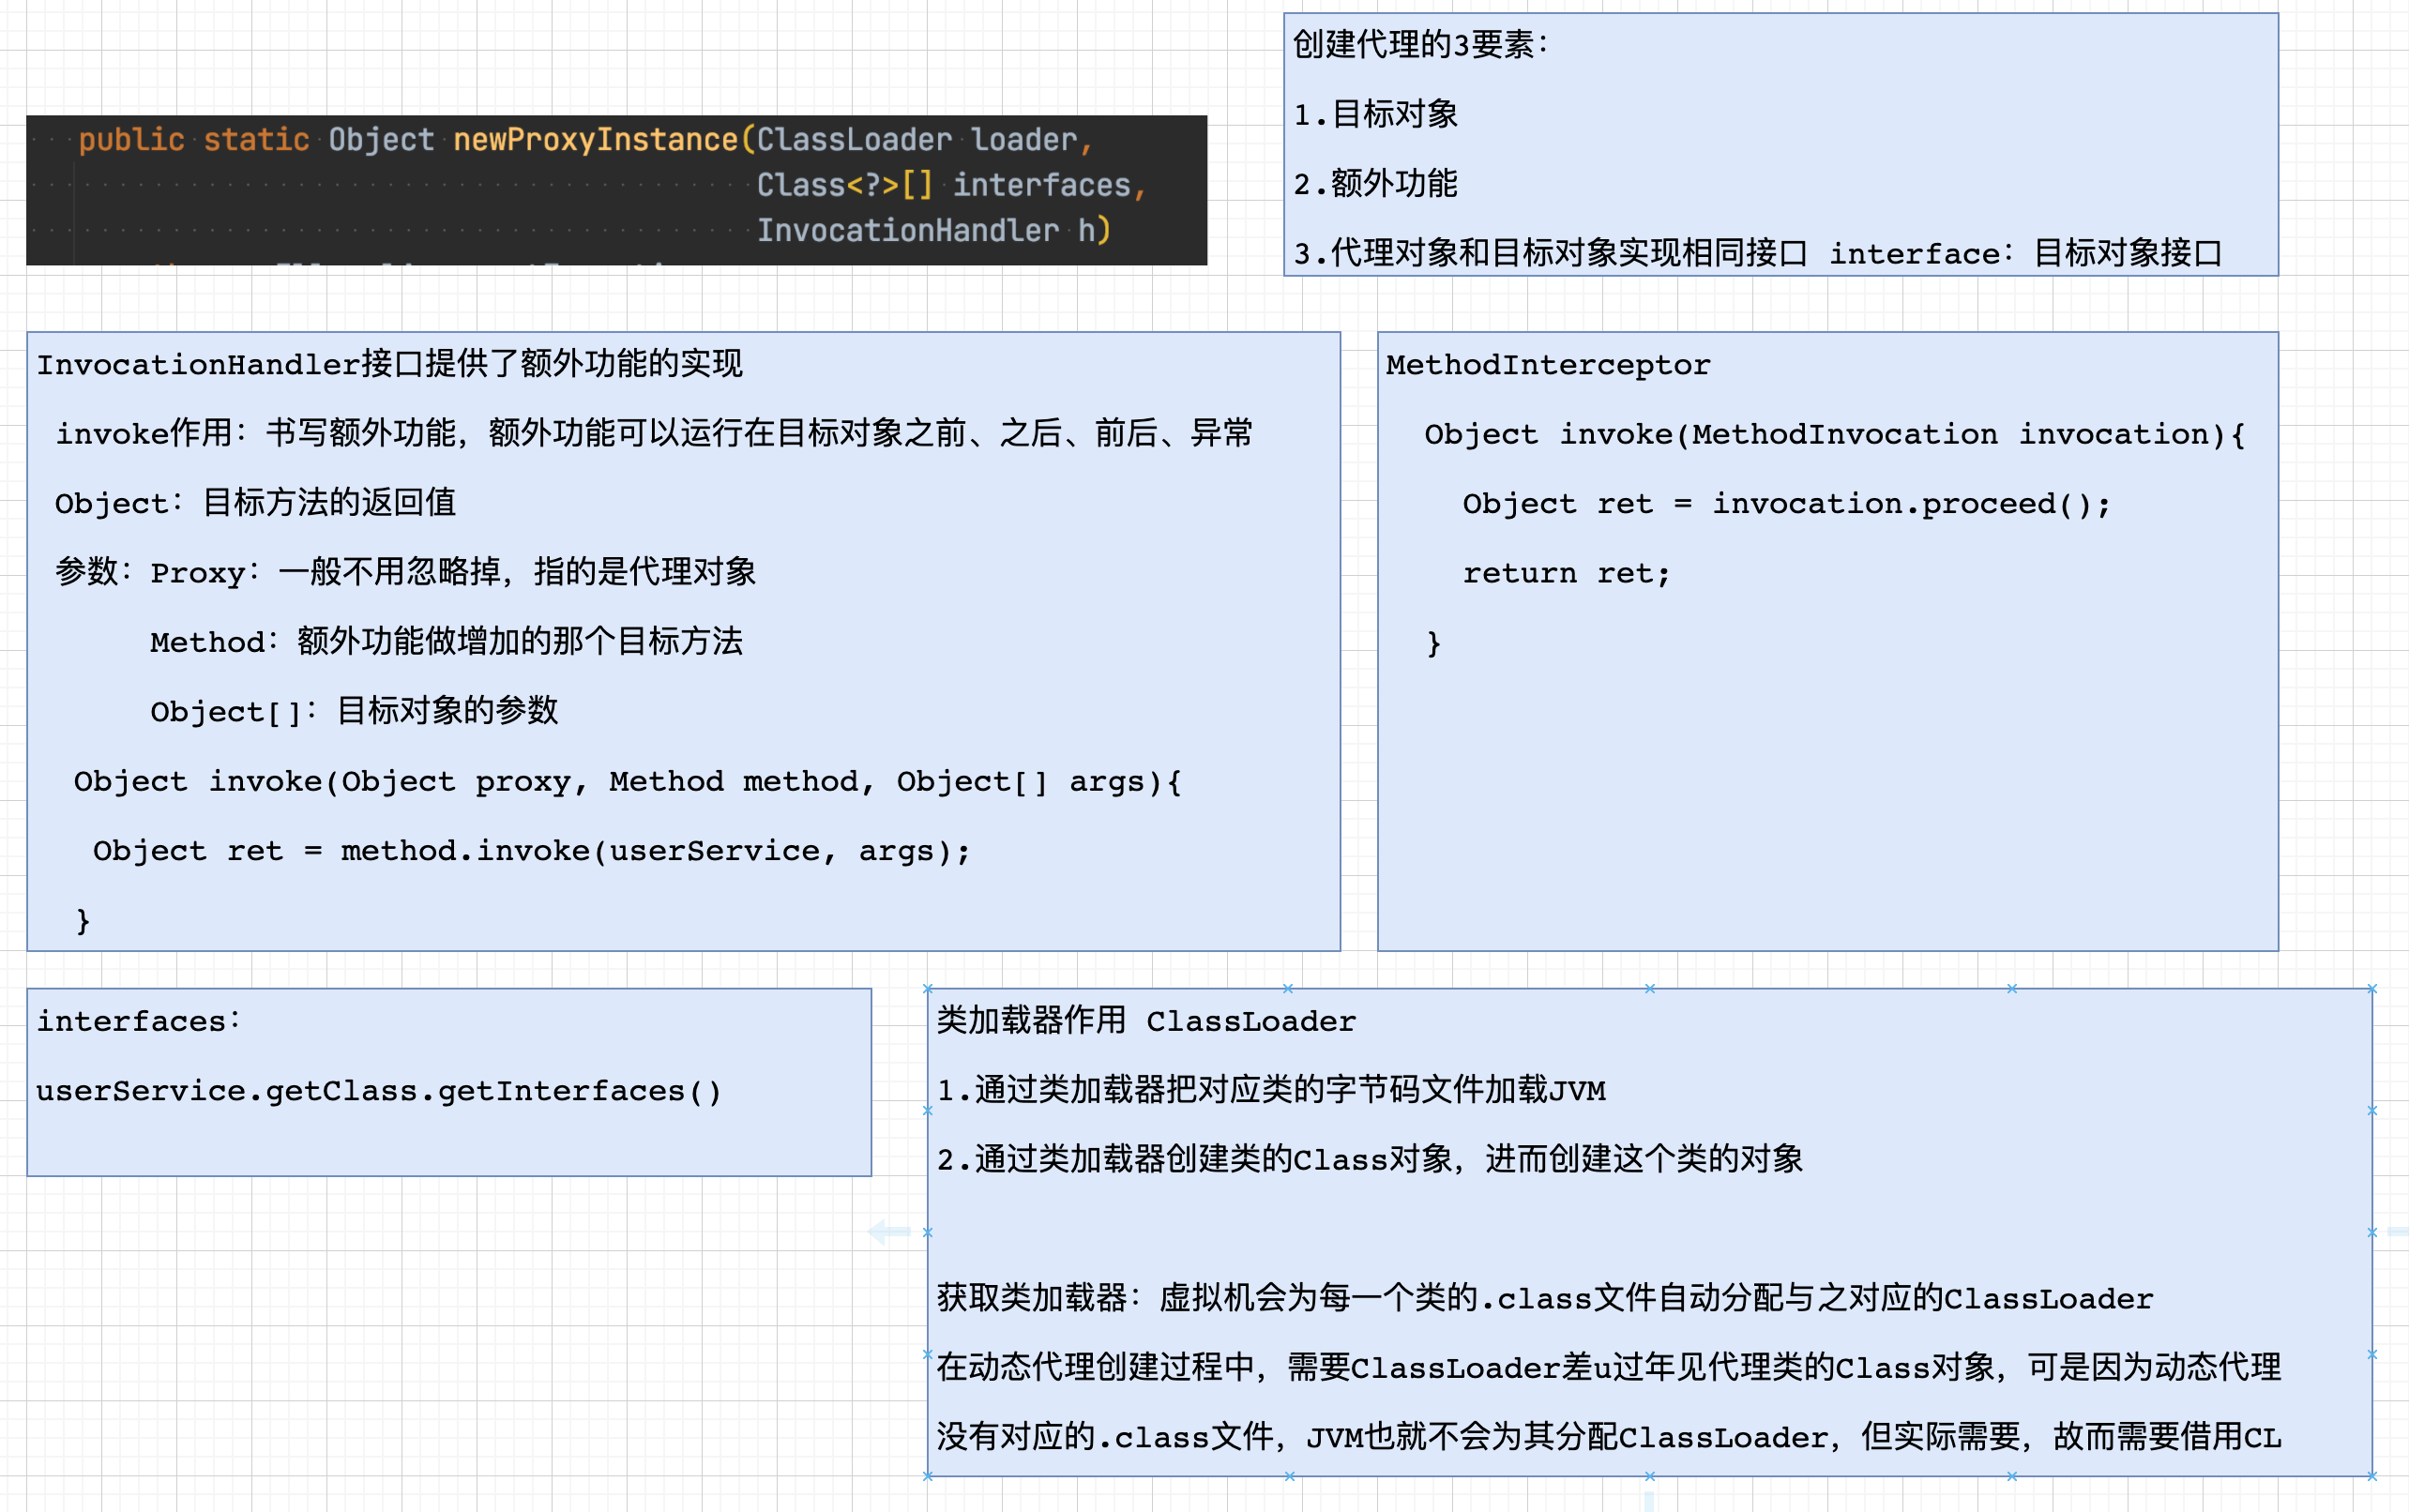 public static Object newProxyInstance(ClassLoader loader,
Class<?>[] interfaces,
InvocationHandler h)
创建代理的3要素：
1.目标对象
2.额外功能
3.代理对象和目标对象实现相同接口 interface：目标对象接口
InvocationHandler接口提供了额外功能的实现
invoke作用：书写额外功能，额外功能可以运行在目标对象之前、之后、前后、异常
Object：目标方法的返回值
参数：Proxy：一般不用忽略掉，指的是代理对象
Method：额外功能做增加的那个目标方法
Object[]：目标对象的参数
Object invoke(Object proxy, Method method, Object[] args){
Object ret = method.invoke(userService, args);
}
MethodInterceptor
Object invoke(MethodInvocation invocation){
Object ret = invocation.proceed();
return ret;
}
interfaces：
userService.getClass.getInterfaces()
类加载器作用 ClassLoader
1.通过类加载器把对应类的字节码文件加载JVM
2.通过类加载器创建类的Class对象，进而创建这个类的对象
获取类加载器：虚拟机会为每一个类的.class文件自动分配与之对应的ClassLoader
在动态代理创建过程中，需要ClassLoader差u过年见代理类的Class对象，可是因为动态代理
没有对应的.class文件，JVM也就不会为其分配ClassLoader，但实际需要，故而需要借用CL